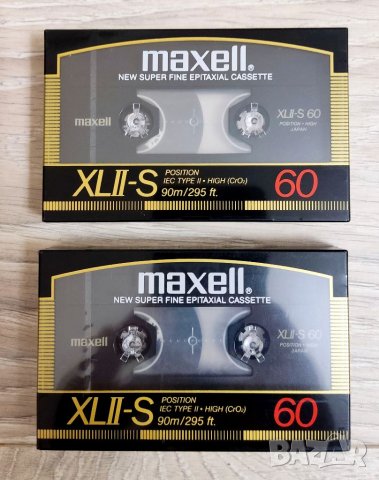 maxell®
NEW SUPER FINE EPITAXIAL CASSETTE
maxell
XLII-S 60
POSITION • HIGH
JAPAN
XLII-S
POSITION
IEC TYPE II • HIGH (CrO₂)
90m/295 ft.
60
maxell®
NEW SUPER FINE EPITAXIAL CASSETTE
maxell
XLII-S 60
POSITION • HIGH
JAPAN
XLII-S
POSITION
IEC TYPE II • HIGH (CrO₂)
90m/295 ft.
60
BAZAR